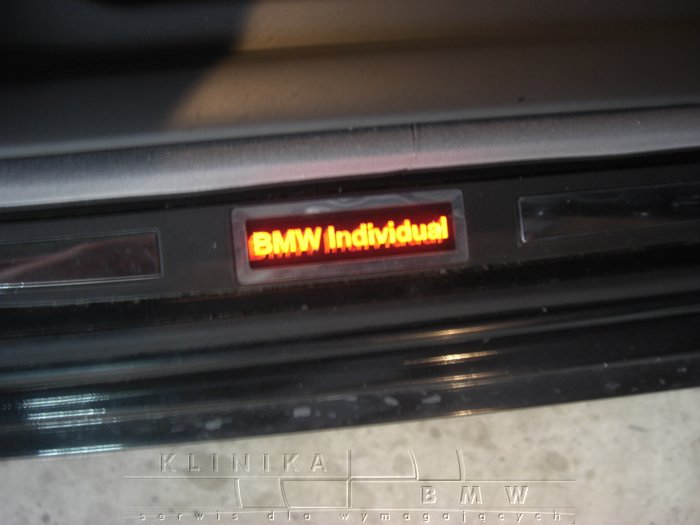 BMW Individual
KLINIKA
BMW
serwis dla wymagających